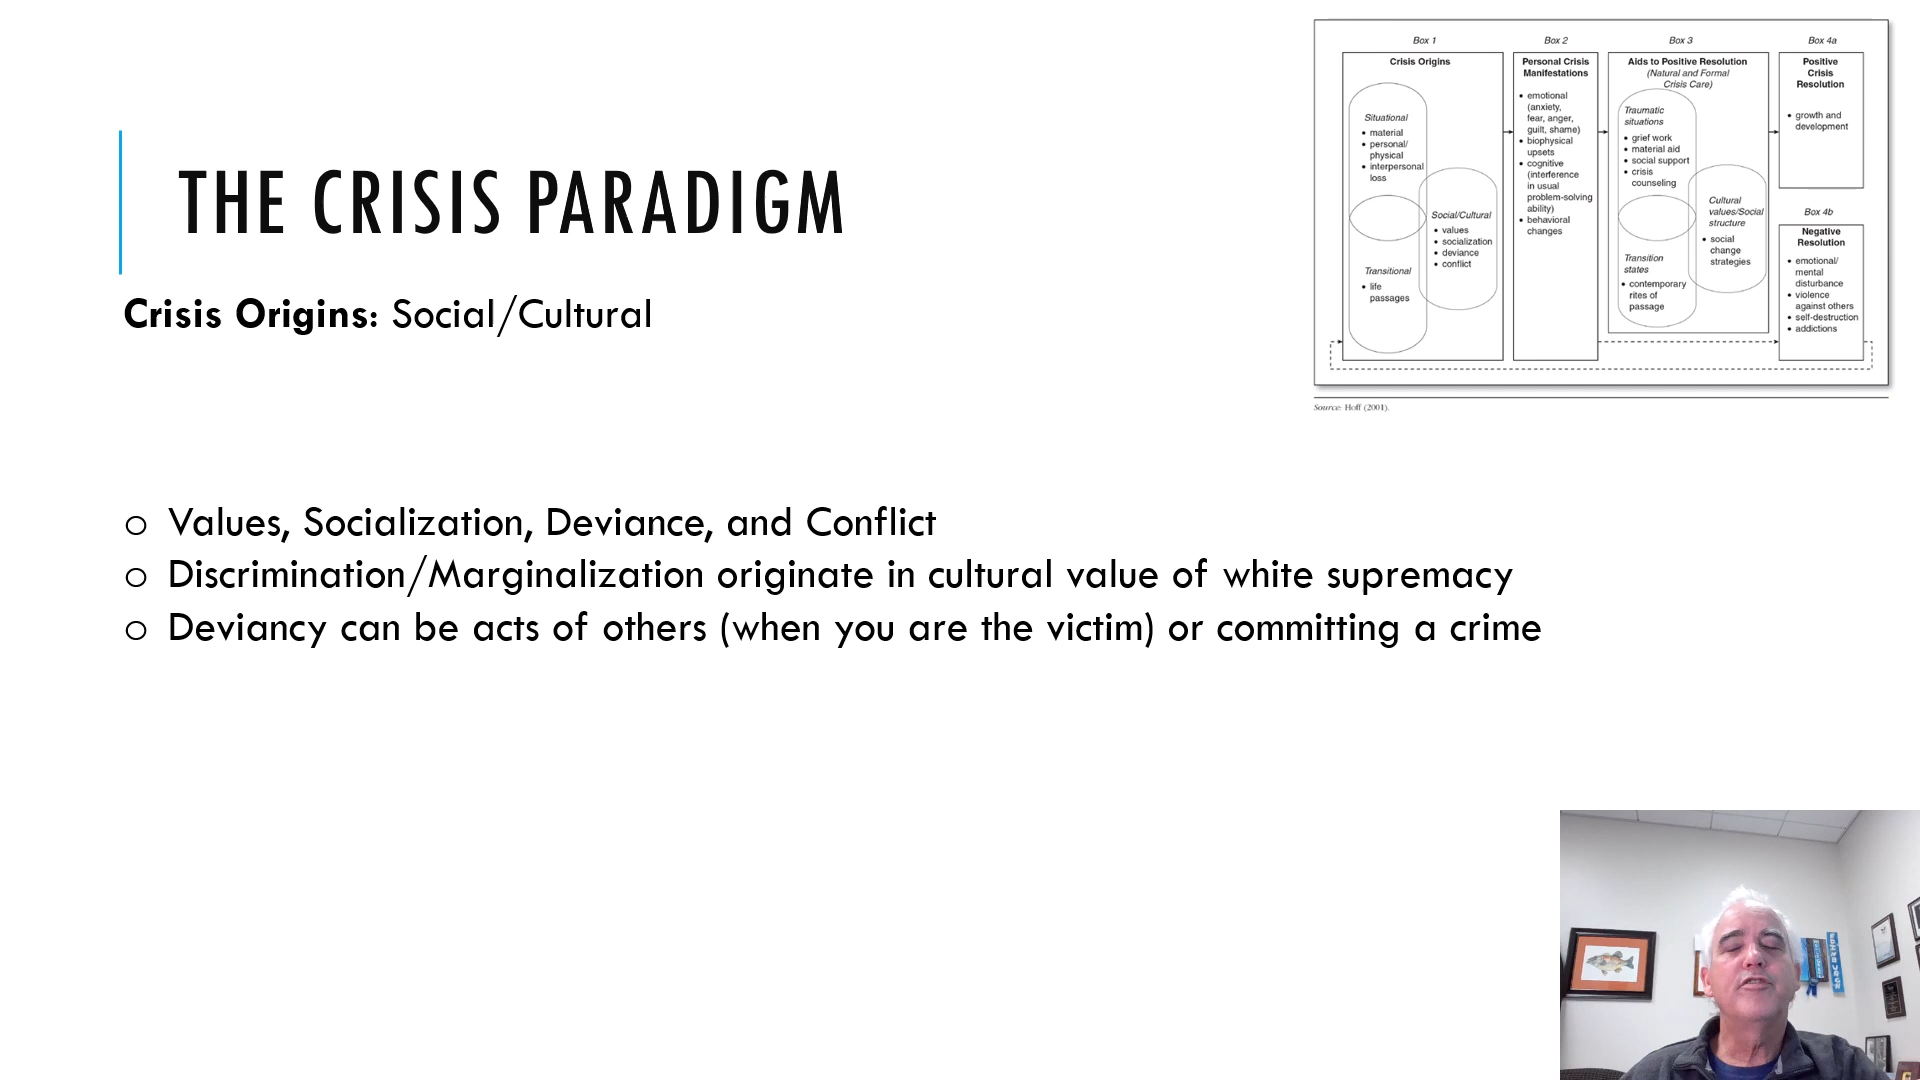 THE CRISIS PARADIGM
Crisis Origins: Social/Cultural
o Values, Socialization, Deviance, and Conflict
o Discrimination/Marginalization originate in cultural value of white supremacy
o Deviancy can be acts of others (when you are the victim) or committing a crime
Box 1
Crisis Origins
Situational
• material
• personal/
physical
• interpersonal
loss
Social/Cultural
• values
• socialization
• deviance
• conflict
Transitional
• life
passages
Box 2
Personal Crisis
Manifestations
• emotional
(anxiety,
fear, anger,
guilt, shame)
• biophysical
upsets
• cognitive
(interference
in usual
problem-solving
ability)
• behavioral
changes
Box 3
Aids to Positive Resolution
(Natural and Formal
Crisis Care)
Traumatic
situations
• grief work
• material aid
• social support
• crisis
counseling
Cultural
values/Social
structure
• social
change
strategies
Transition
states
• contemporary
rites of
passage
Box 4a
Positive
Crisis
Resolution
• growth and
development
Box 4b
Negative
Resolution
• emotional/
mental
disturbance
• violence
against others
• self-destruction
• addictions
Source: Hoff (2001).